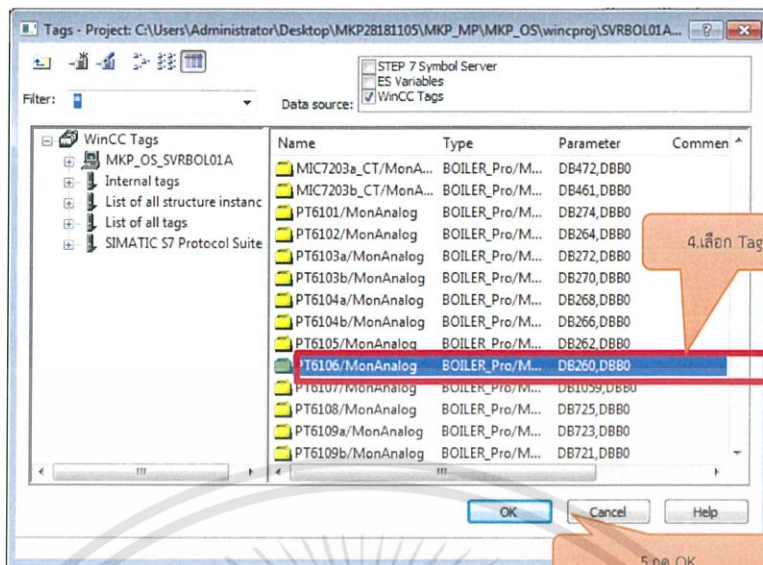 Tags - Project: C:\Users\Administrator\Desktop\MKP28181105\MKP_MP\MKP_OS\wincproj\SVRBOL01A...
STEP 7 Symbol Server
ES Variables
WinCC Tags
Filter:
Data source:
WinCC Tags
MKP_OS_SVRBOL01A
Internal tags
List of all structure instanc
List of all tags
SIMATIC S7 Protocol Suite
Name Type Parameter Commen
MIC7203a_CT/MonA... BOILER_Pro/M... DB472,DBB0
MIC7203b_CT/MonA... BOILER_Pro/M... DB461,DBB0
PT6101/MonAnalog BOILER_Pro/M... DB274,DBB0
PT6102/MonAnalog BOILER_Pro/M... DB264,DBB0
PT6103a/MonAnalog BOILER_Pro/M... DB272,DBB0
PT6103b/MonAnalog BOILER_Pro/M... DB270,DBB0
PT6104a/MonAnalog BOILER_Pro/M... DB268,DBB0
PT6104b/MonAnalog BOILER_Pro/M... DB266,DBB0
PT6105/MonAnalog BOILER_Pro/M... DB262,DBB0
PT6106/MonAnalog BOILER_Pro/M... DB260,DBB0
PT6107/MonAnalog BOILER_Pro/M... DB1059,DBB0
PT6108/MonAnalog BOILER_Pro/M... DB725,DBB0
PT6109a/MonAnalog BOILER_Pro/M... DB723,DBB0
PT6109b/MonAnalog BOILER_Pro/M... DB721,DBB0
4.เลือก Tag
OK Cancel Help
5.กด OK